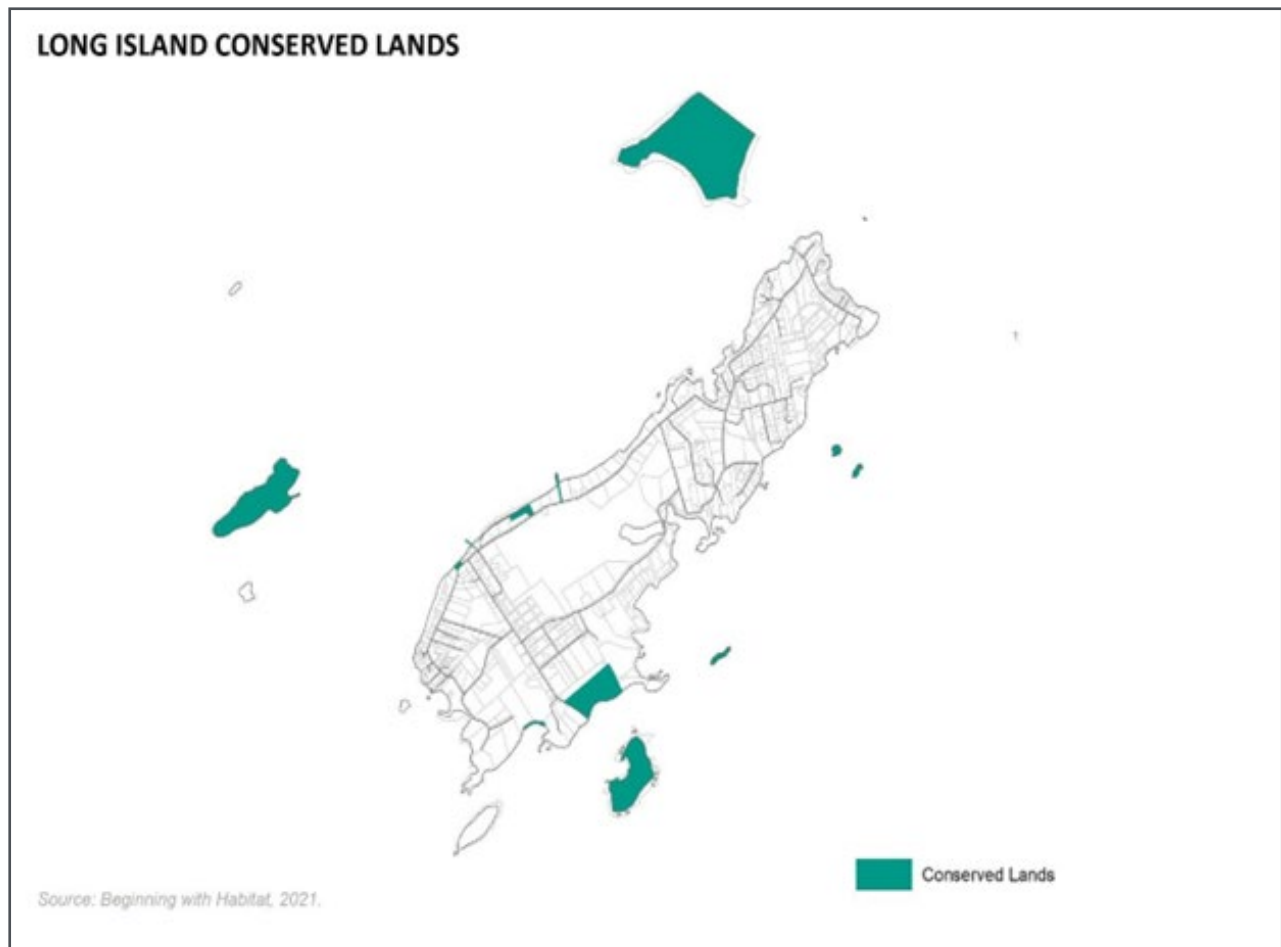 LONG ISLAND CONSERVED LANDS
Conserved Lands
Source: Beginning with Habitat, 2021.